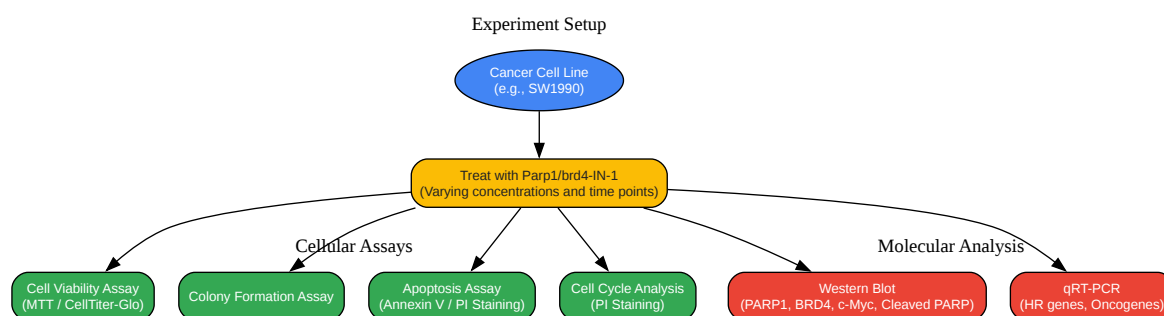 Experiment Setup
Cancer Cell Line
(e.g., SW1990)
Treat with Parp1/brd4-IN-1
(Varying concentrations and time points)
Cellular Assays
Molecular Analysis
Cell Viability Assay
(MTT / CellTiter-Glo)
Colony Formation Assay
Apoptosis Assay
(Annexin V / PI Staining)
Cell Cycle Analysis
(PI Staining)
Western Blot
(PARP1, BRD4, c-Myc, Cleaved PARP)
qRT-PCR
(HR genes, Oncogenes)